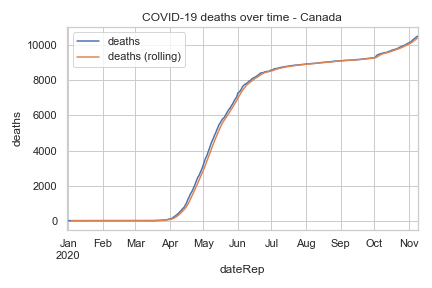 COVID-19 deaths over time - Canada
deaths
deaths (rolling)
10000
8000
6000
4000
2000
0
deaths
Jan Feb Mar Apr May Jun Jul Aug Sep Oct Nov
2020
dateRep